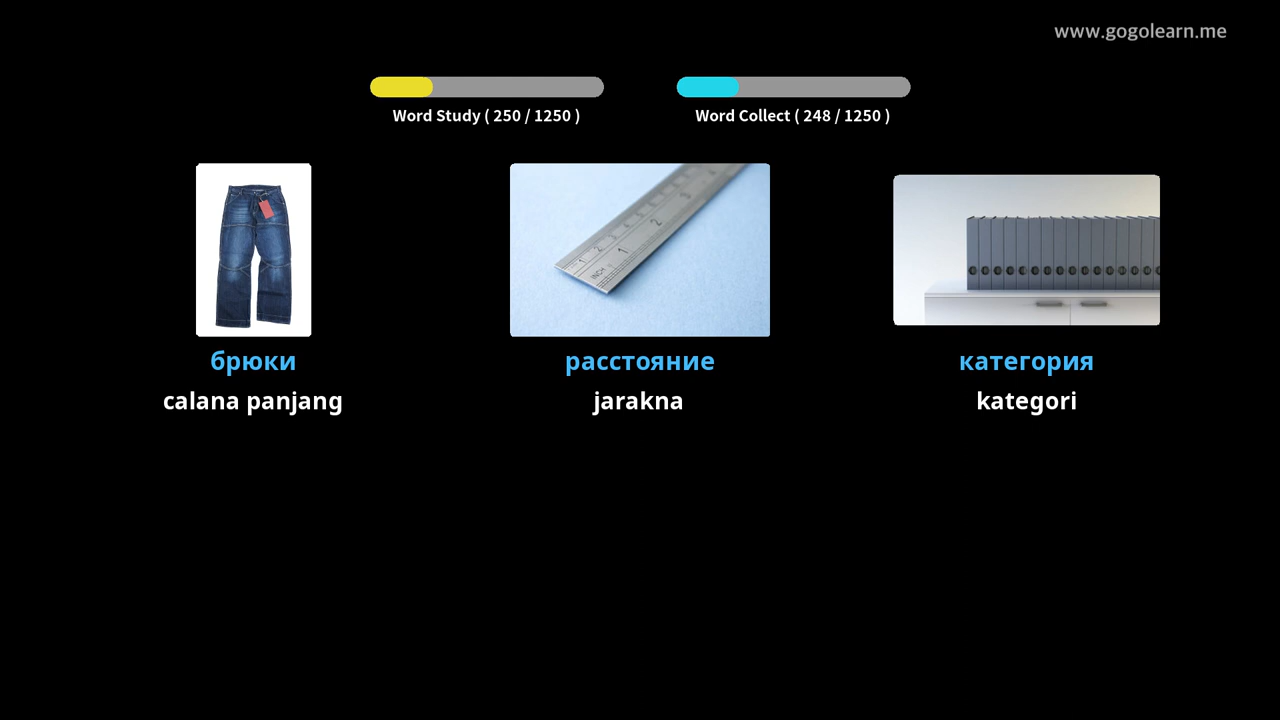 www.gogolearn.me
Word Study ( 250 / 1250 )
Word Collect ( 248 / 1250 )
брюки
calana panjang
расстояние
jarakna
категория
kategori